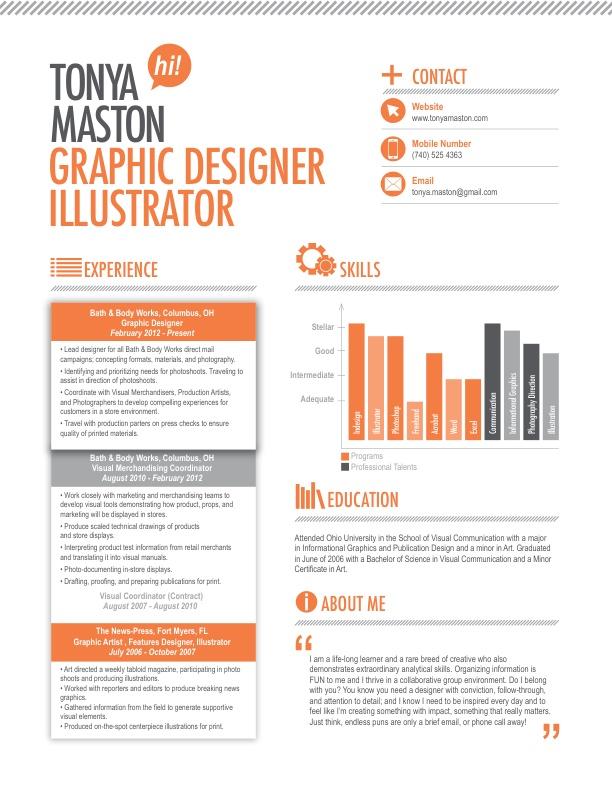 TONYA
hi!
MASTON
GRAPHIC DESIGNER
ILLUSTRATOR
CONTACT
Website
www.tonyamaston.com
Mobile Number
(740) 525 4363
Email
tonya.maston@gmail.com
EXPERIENCE
Bath & Body Works, Columbus, OH
Graphic Designer
February 2012 - Present
• Lead designer for all Bath & Body Works direct mail
campaigns; concepting formats, materials, and photography.
• Identifying and prioritizing needs for photoshoots. Traveling to
assist in direction of photoshoots.
• Coordinate with Visual Merchandisers, Production Artists,
and Photographers to develop compelling experiences for
customers in a store environment.
• Travel with production parters on press checks to ensure
quality of printed materials.
Bath & Body Works, Columbus, OH
Visual Merchandising Coordinator
August 2010 - February 2012
• Work closely with marketing and merchandising teams to
develop visual tools demonstrating how product, props, and
marketing will be displayed in stores.
• Produce scaled technical drawings of products
and store displays.
• Interpreting product test information from retail merchants
and translating it into visual manuals.
• Photo-documenting in-store displays.
• Drafting, proofing, and preparing publications for print.
Visual Coordinator (Contract)
August 2007 - August 2010
The News-Press, Fort Myers, FL
Graphic Artist , Features Designer, Illustrator
July 2006 - October 2007
• Art directed a weekly tabloid magazine, participating in photo
shoots and producing illustrations.
• Worked with reporters and editors to produce breaking news
graphics.
• Gathered information from the field to generate supportive
visual elements.
• Produced on-the-spot centerpiece illustrations for print.
SKILLS
Stellar
Good
Intermediate
Adequate
Indesign
Illustrator
Photoshop
Freehand
Acrobat
Word
Excel
Communication
Informational Graphics
Photography Direction
Illustration
Programs
Professional Talents
EDUCATION
Attended Ohio University in the School of Visual Communication with a major
in Informational Graphics and Publication Design and a minor in Art. Graduated
in June of 2006 with a Bachelor of Science in Visual Communication and a Minor
Certificate in Art.
i ABOUT ME
“
I am a life-long learner and a rare breed of creative who also
demonstrates extraordinary analytical skills. Organizing information is
FUN to me and I thrive in a collaborative group environment. Do I belong
with you? You know you need a designer with conviction, follow-through,
and attention to detail; and I know I need to be inspired every day and to
feel like I'm creating something with impact, something that really matters.
Just think, endless puns are only a brief email, or phone call away!
”